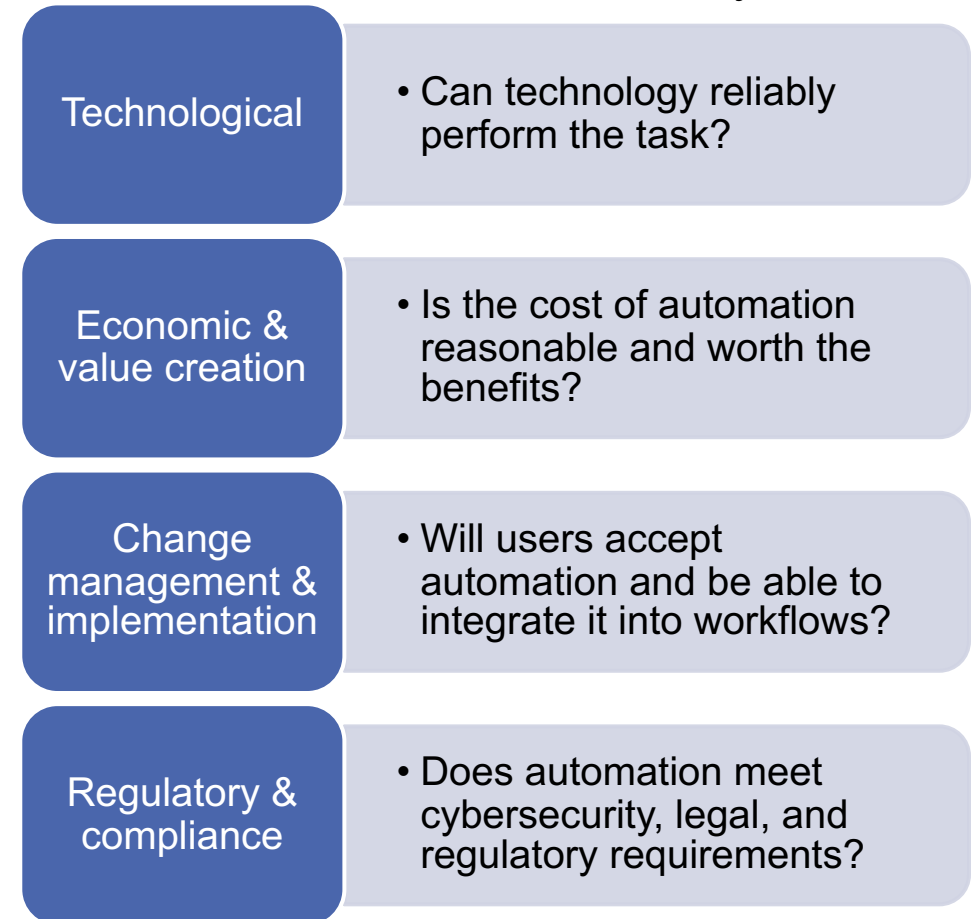 Technological
• Can technology reliably
perform the task?
Economic &
value creation
• Is the cost of automation
reasonable and worth the
benefits?
Change
management &
implementation
• Will users accept
automation and be able to
integrate it into workflows?
Regulatory &
compliance
• Does automation meet
cybersecurity, legal, and
regulatory requirements?